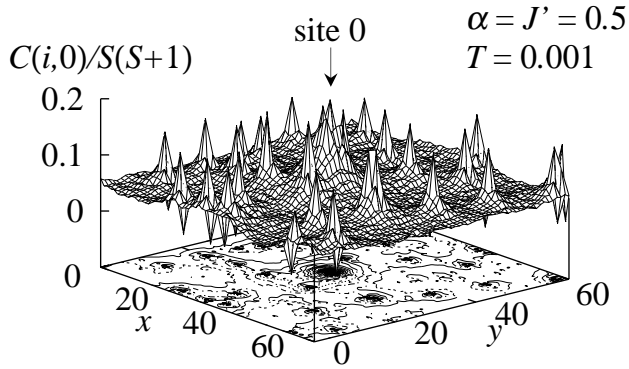 site 0
α = J’ = 0.5
C(i,0)/S(S+1)
T = 0.001
0.2
0.1
0
0
20
40
60
x
0
20
40
60
y